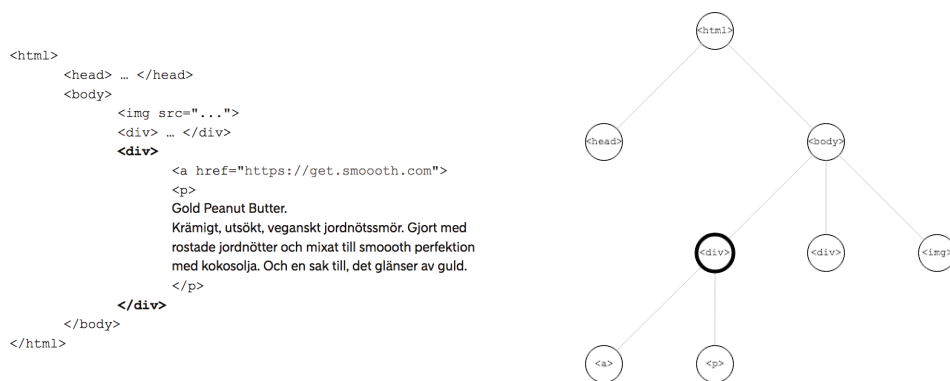 <html>
<head> … </head>
<body>
<img src="...">
<div> … </div>
<div>
<a href="https://get.smoooth.com">
<p>
Gold Peanut Butter.
Krämigt, utsökt, veganskt jordnötssmör. Gjort med
rostade jordnötter och mixat till smoooth perfektion
med kokosolja. Och en sak till, det glänser av guld.
</p>
</div>
</body>
</html>
<html>
<head>
<body>
<div>
<div>
<img>
<a>
<p>